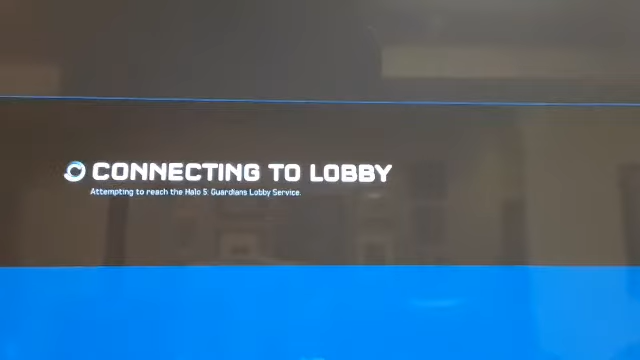 CONNECTING TO LOBBY
Attempting to reach the Halo 5: Guardians Lobby Service.